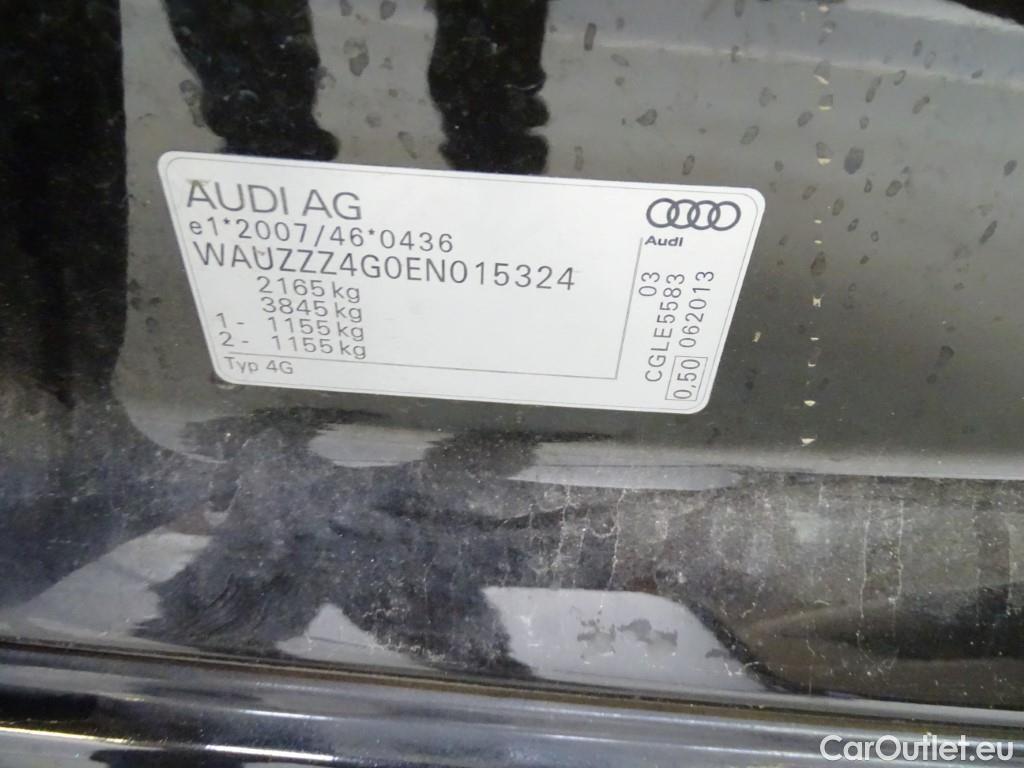 AUDI AG
e1*2007/46*0436
WAUZZZ4G0EN015324
2165 kg
3845 kg
1 - 1155 kg
2 - 1155 kg
Typ 4G
Audi
03
CGLE5583
0,50 062013
CarOutlet.eu